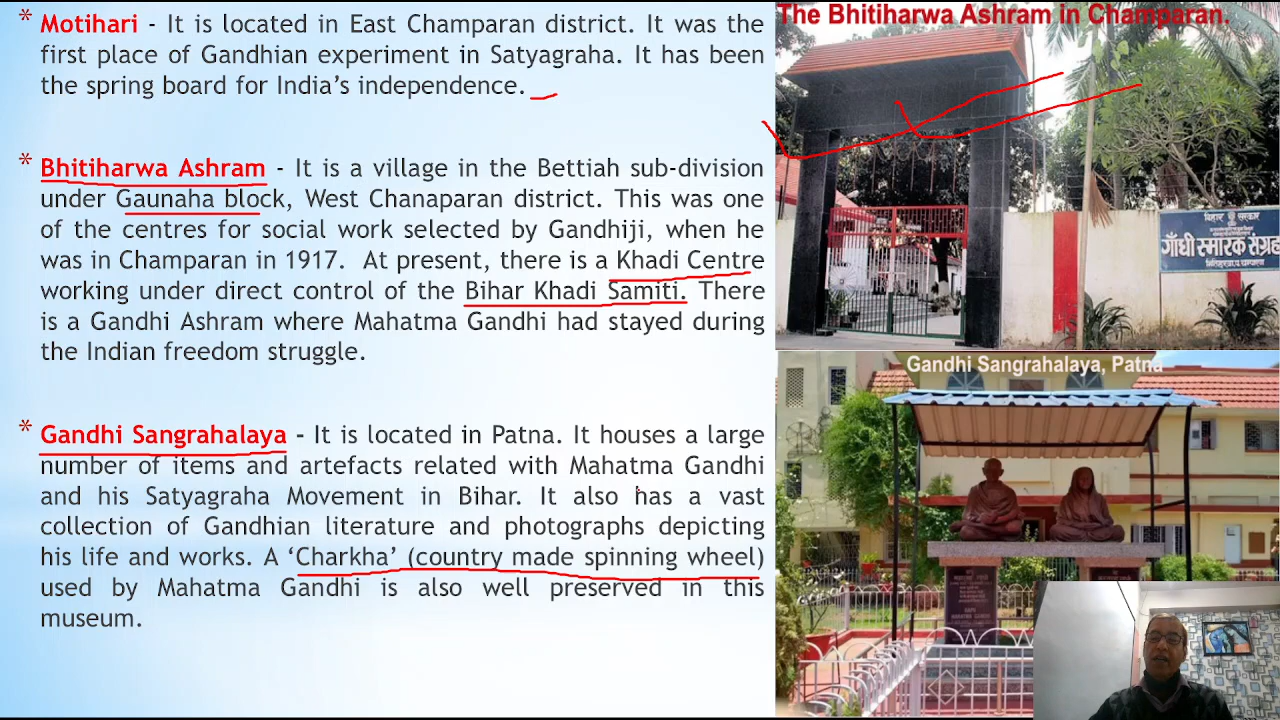 * Motihari - It is located in East Champaran district. It was the
first place of Gandhian experiment in Satyagraha. It has been
the spring board for India's independence.
* Bhitiharwa Ashram - It is a village in the Bettiah sub-division
under Gaunaha block, West Chanaparan district. This was one
of the centres for social work selected by Gandhiji, when he
was in Champaran in 1917. At present, there is a Khadi Centre
working under direct control of the Bihar Khadi Samiti. There
is a Gandhi Ashram where Mahatma Gandhi had stayed during
the Indian freedom struggle.
* Gandhi Sangrahalaya - It is located in Patna. It houses a large
number of items and artefacts related with Mahatma Gandhi
and his Satyagraha Movement in Bihar. It also has a vast
collection of Gandhian literature and photographs depicting
his life and works. A ‘Charkha’ (country made spinning wheel)
used by Mahatma Gandhi is also well preserved in this
museum.
The Bhitiharwa Ashram in Champaran.
बिहार सरकार
गाँधी स्मारक संग्रहा
Gandhi Sangrahalaya, Patna